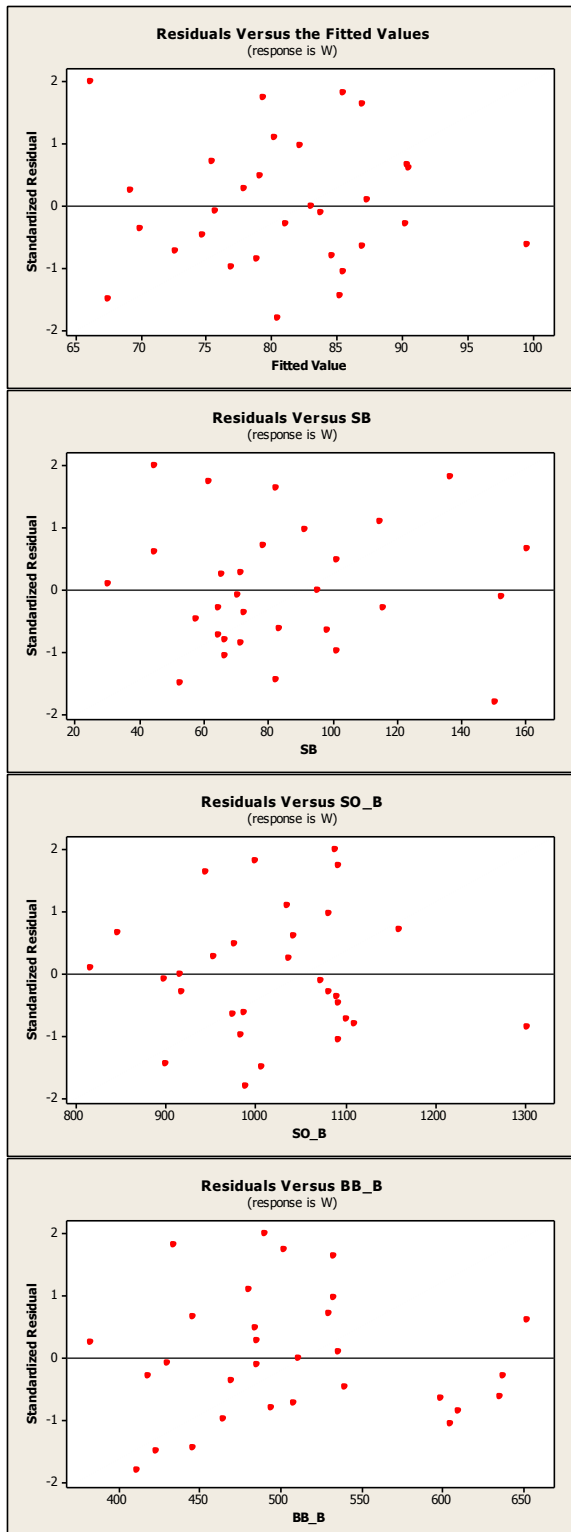 Residuals Versus the Fitted Values
(response is W)
2
1
0
-1
-2
Standardized Residual
65 70 75 80 85 90 95 100
Fitted Value
Residuals Versus SB
(response is W)
2
1
0
-1
-2
Standardized Residual
20 40 60 80 100 120 140 160
SB
Residuals Versus SO_B
(response is W)
2
1
0
-1
-2
Standardized Residual
800 900 1000 1100 1200 1300
SO_B
Residuals Versus BB_B
(response is W)
2
1
0
-1
-2
Standardized Residual
400 450 500 550 600 650
BB_B